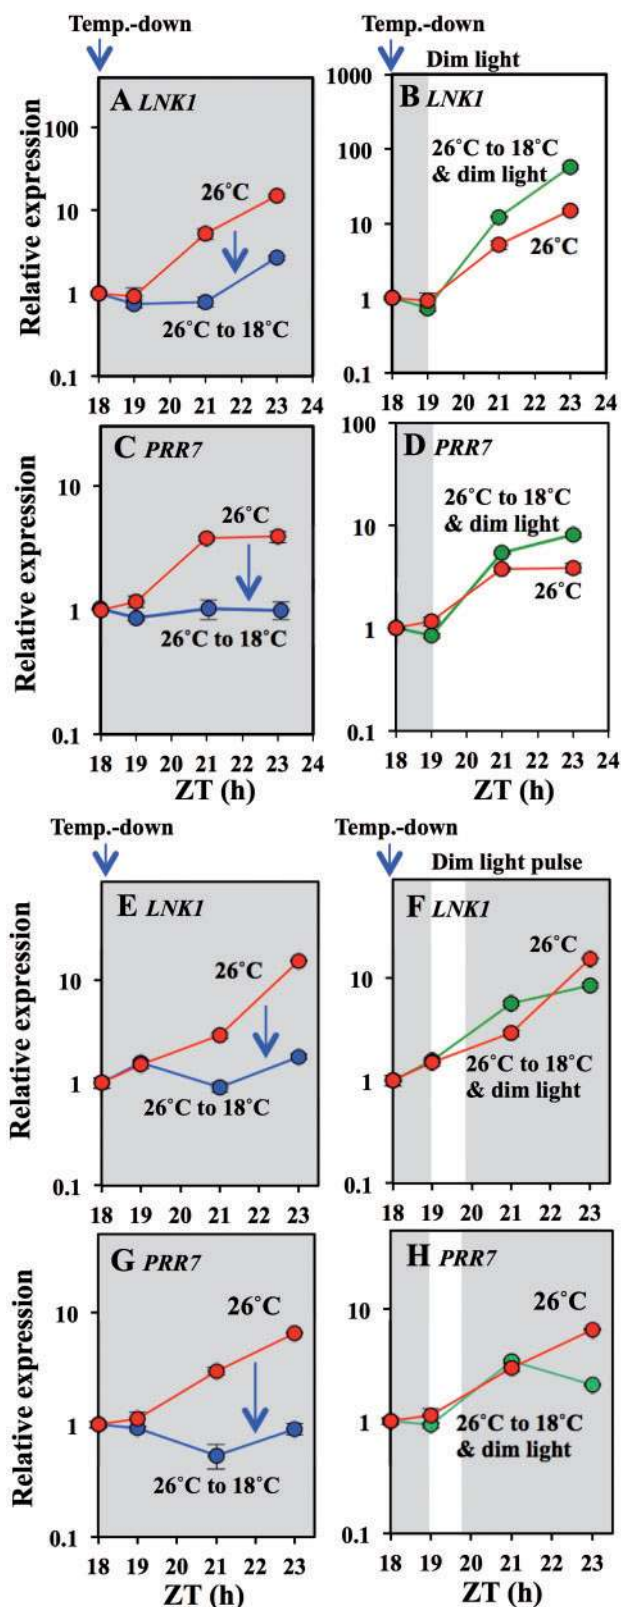 Temp.-down
Temp.-down
Dim light
A LNK1
B LNK1
Relative expression
100
10
1
0.1
26°C
26°C to 18°C
18 19 20 21 22 23 24
1000
100
10
1
0.1
26°C to 18°C
& dim light
26°C
18 19 20 21 22 23 24
C PRR7
D PRR7
Relative expression
10
1
0.1
26°C
26°C to 18°C
18 19 20 21 22 23 24
ZT (h)
100
10
1
0.1
26°C to 18°C
& dim light
26°C
18 19 20 21 22 23 24
ZT (h)
Temp.-down
Temp.-down
Dim light pulse
E LNK1
F LNK1
Relative expression
10
1
0.1
26°C
26°C to 18°C
18 19 20 21 22 23
10
1
0.1
26°C
26°C to 18°C
& dim light
18 19 20 21 22 23
G PRR7
H PRR7
Relative expression
10
1
0.1
26°C
26°C to 18°C
18 19 20 21 22 23
ZT (h)
10
1
0.1
26°C
26°C to 18°C
& dim light
18 19 20 21 22 23
ZT (h)